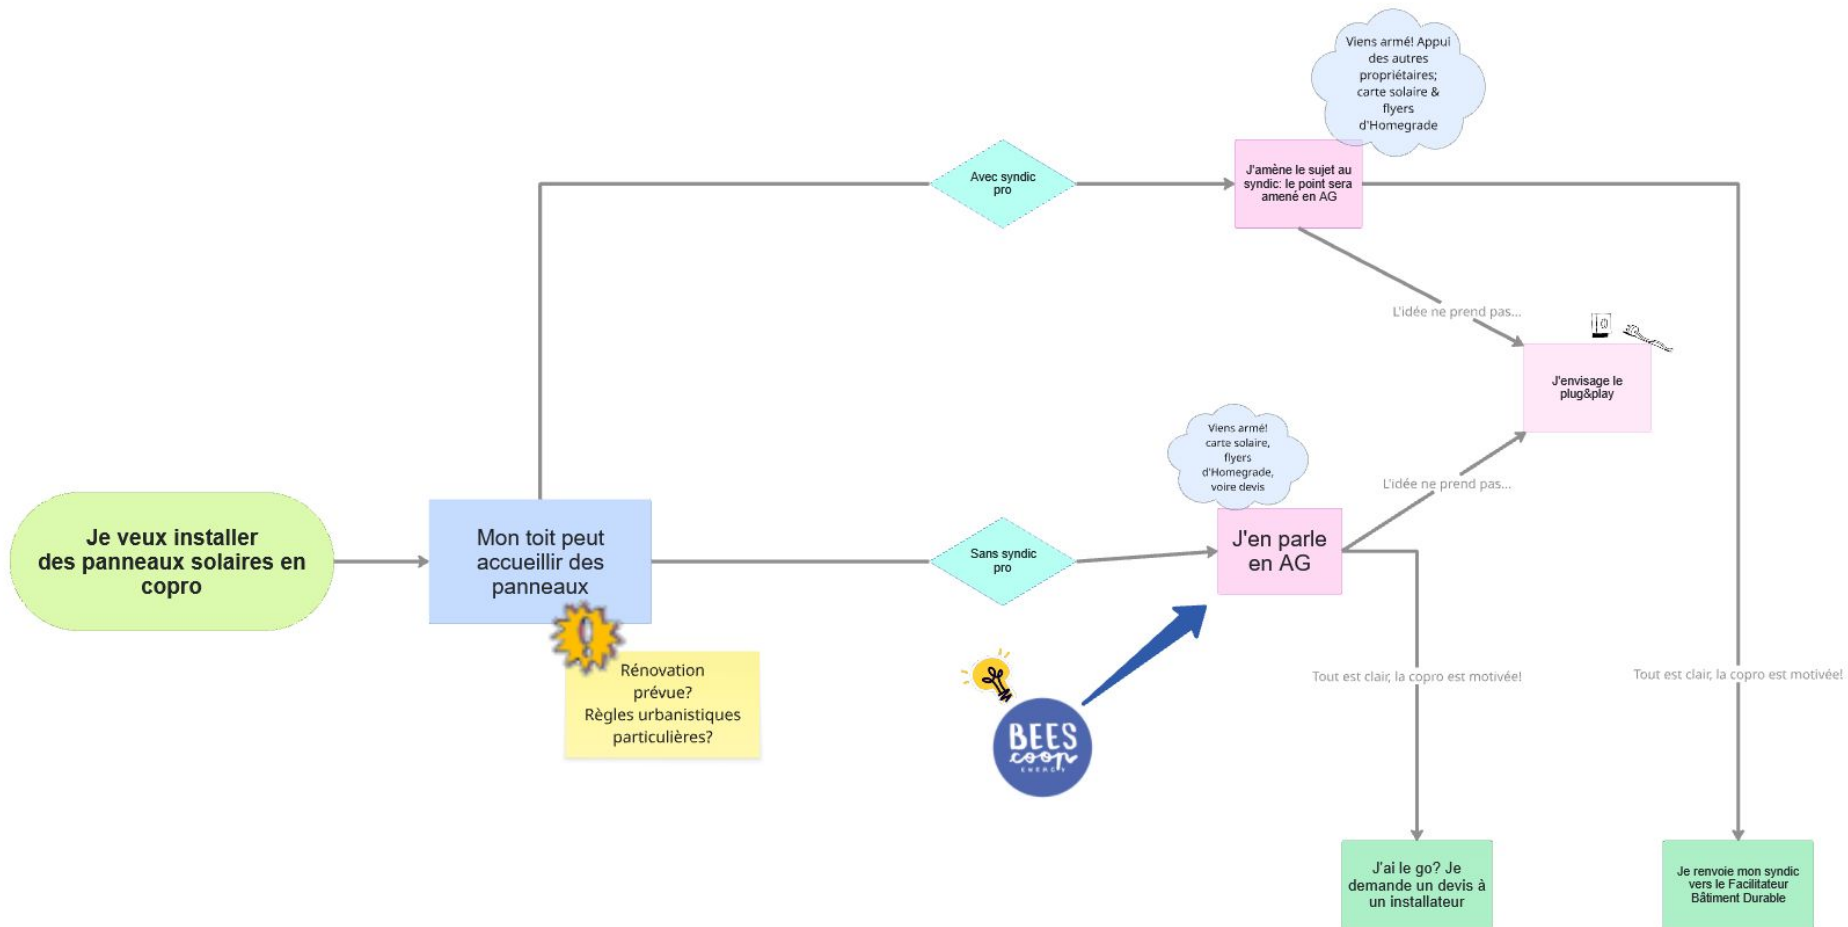 Viens armé! Appui
des autres
propriétaires;
carte solaire &
flyers
d'Homegrade
Avec syndic
pro
J'amène le sujet au
syndic: le point sera
amené en AG
L'idée ne prend pas...
J'envisage le
plug&play
Viens armé!
carte solaire,
flyers
d'Homegrade,
voire devis
L'idée ne prend pas...
Je veux installer
des panneaux solaires en
copro
Mon toit peut
accueillir des
panneaux
Sans syndic
pro
J'en parle
en AG
Rénovation
prévue?
Règles urbanistiques
particulières?
BEES
coop
ENERGY
Tout est clair, la copro est motivée!
Tout est clair, la copro est motivée!
J'ai le go? Je
demande un devis à
un installateur
Je renvoie mon syndic
vers le Facilitateur
Bâtiment Durable